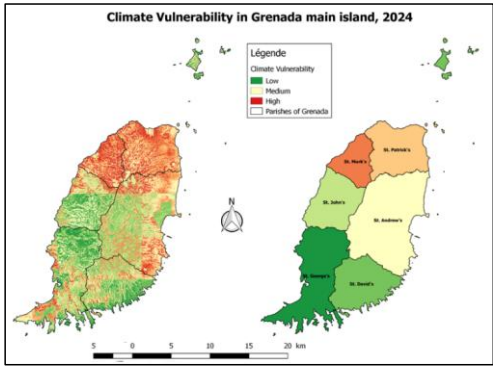 Climate Vulnerability in Grenada main island, 2024
Légende
Climate Vulnerability
Low
Medium
High
Parishes of Grenada
St. Patrick's
St. Mark's
St. John's
St. Andrew's
N
St. George's
St. David's
5 0 5 10 15 20 km